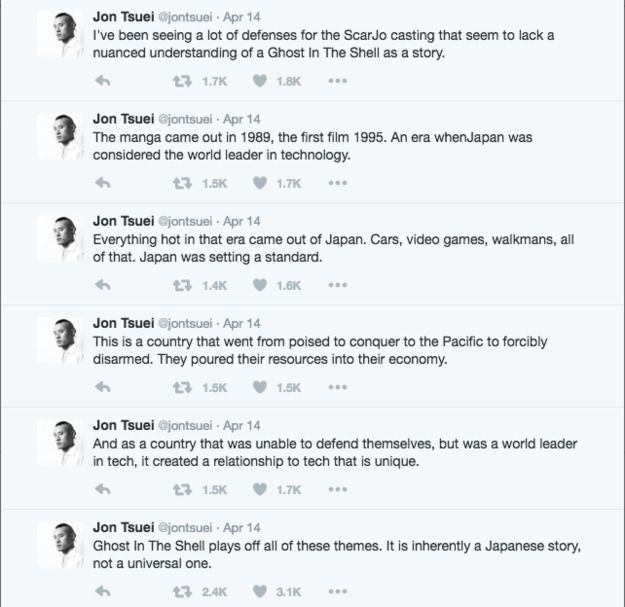 Jon Tsuei @jontsuei · Apr 14
I've been seeing a lot of defenses for the ScarJo casting that seem to lack a
nuanced understanding of a Ghost In The Shell as a story.
1.7K 1.8K
Jon Tsuei @jontsuei · Apr 14
The manga came out in 1989, the first film 1995. An era whenJapan was
considered the world leader in technology.
1.5K 1.7K
Jon Tsuei @jontsuei · Apr 14
Everything hot in that era came out of Japan. Cars, video games, walkmans, all
of that. Japan was setting a standard.
1.4K 1.6K
Jon Tsuei @jontsuei · Apr 14
This is a country that went from poised to conquer to the Pacific to forcibly
disarmed. They poured their resources into their economy.
1.5K 1.5K
Jon Tsuei @jontsuei · Apr 14
And as a country that was unable to defend themselves, but was a world leader
in tech, it created a relationship to tech that is unique.
1.5K 1.7K
Jon Tsuei @jontsuei · Apr 14
Ghost In The Shell plays off all of these themes. It is inherently a Japanese story,
not a universal one.
2.4K 3.1K